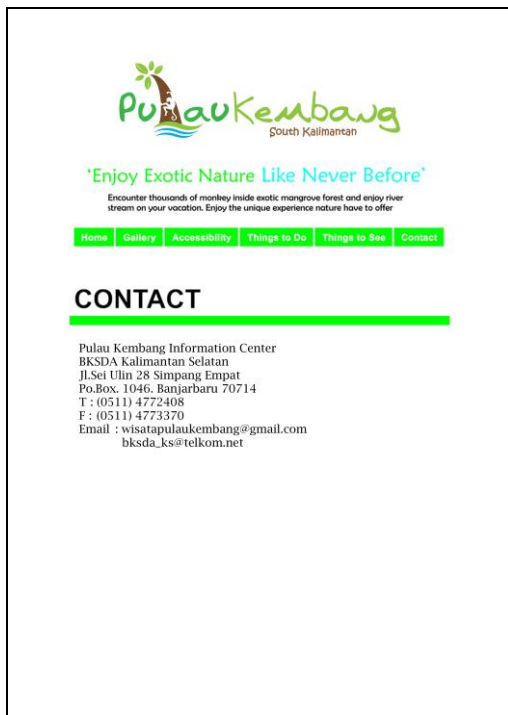 PulauKembang
South Kalimantan
'Enjoy Exotic Nature Like Never Before'
Encounter thousands of monkey inside exotic mangrove forest and enjoy river
stream on your vocation. Enjoy the unique experience nature have to offer
Home Gallery Accessibility Things to Do Things to See Contact
CONTACT
Pulau Kembang Information Center
BKSDA Kalimantan Selatan
Jl.Sei Ulin 28 Simpang Empat
Po.Box. 1046. Banjarbaru 70714
T : (0511) 4772408
F : (0511) 4773370
Email : wisatapulaukembang@gmail.com
bksda_ks@telkom.net